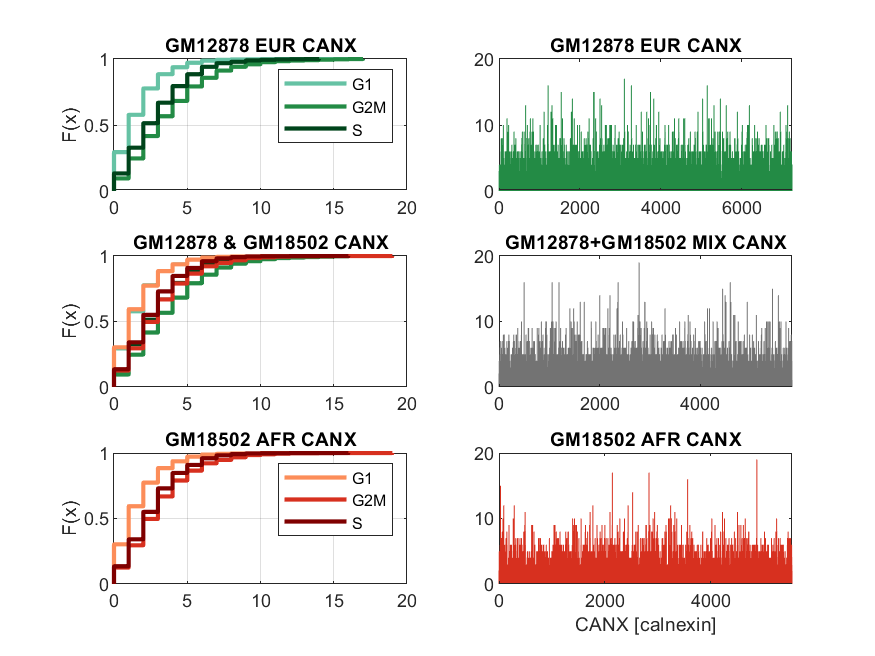 GM12878 EUR CANX
1
0.5
0
F(x)
0 5 10 15 20
G1
G2M
S
GM12878 EUR CANX
20
10
0
0 2000 4000 6000
GM12878 & GM18502 CANX
1
0.5
0
F(x)
0 5 10 15 20
GM12878+GM18502 MIX CANX
20
10
0
0 2000 4000
GM18502 AFR CANX
1
0.5
0
F(x)
0 5 10 15 20
G1
G2M
S
GM18502 AFR CANX
20
10
0
0 2000 4000
CANX [calnexin]